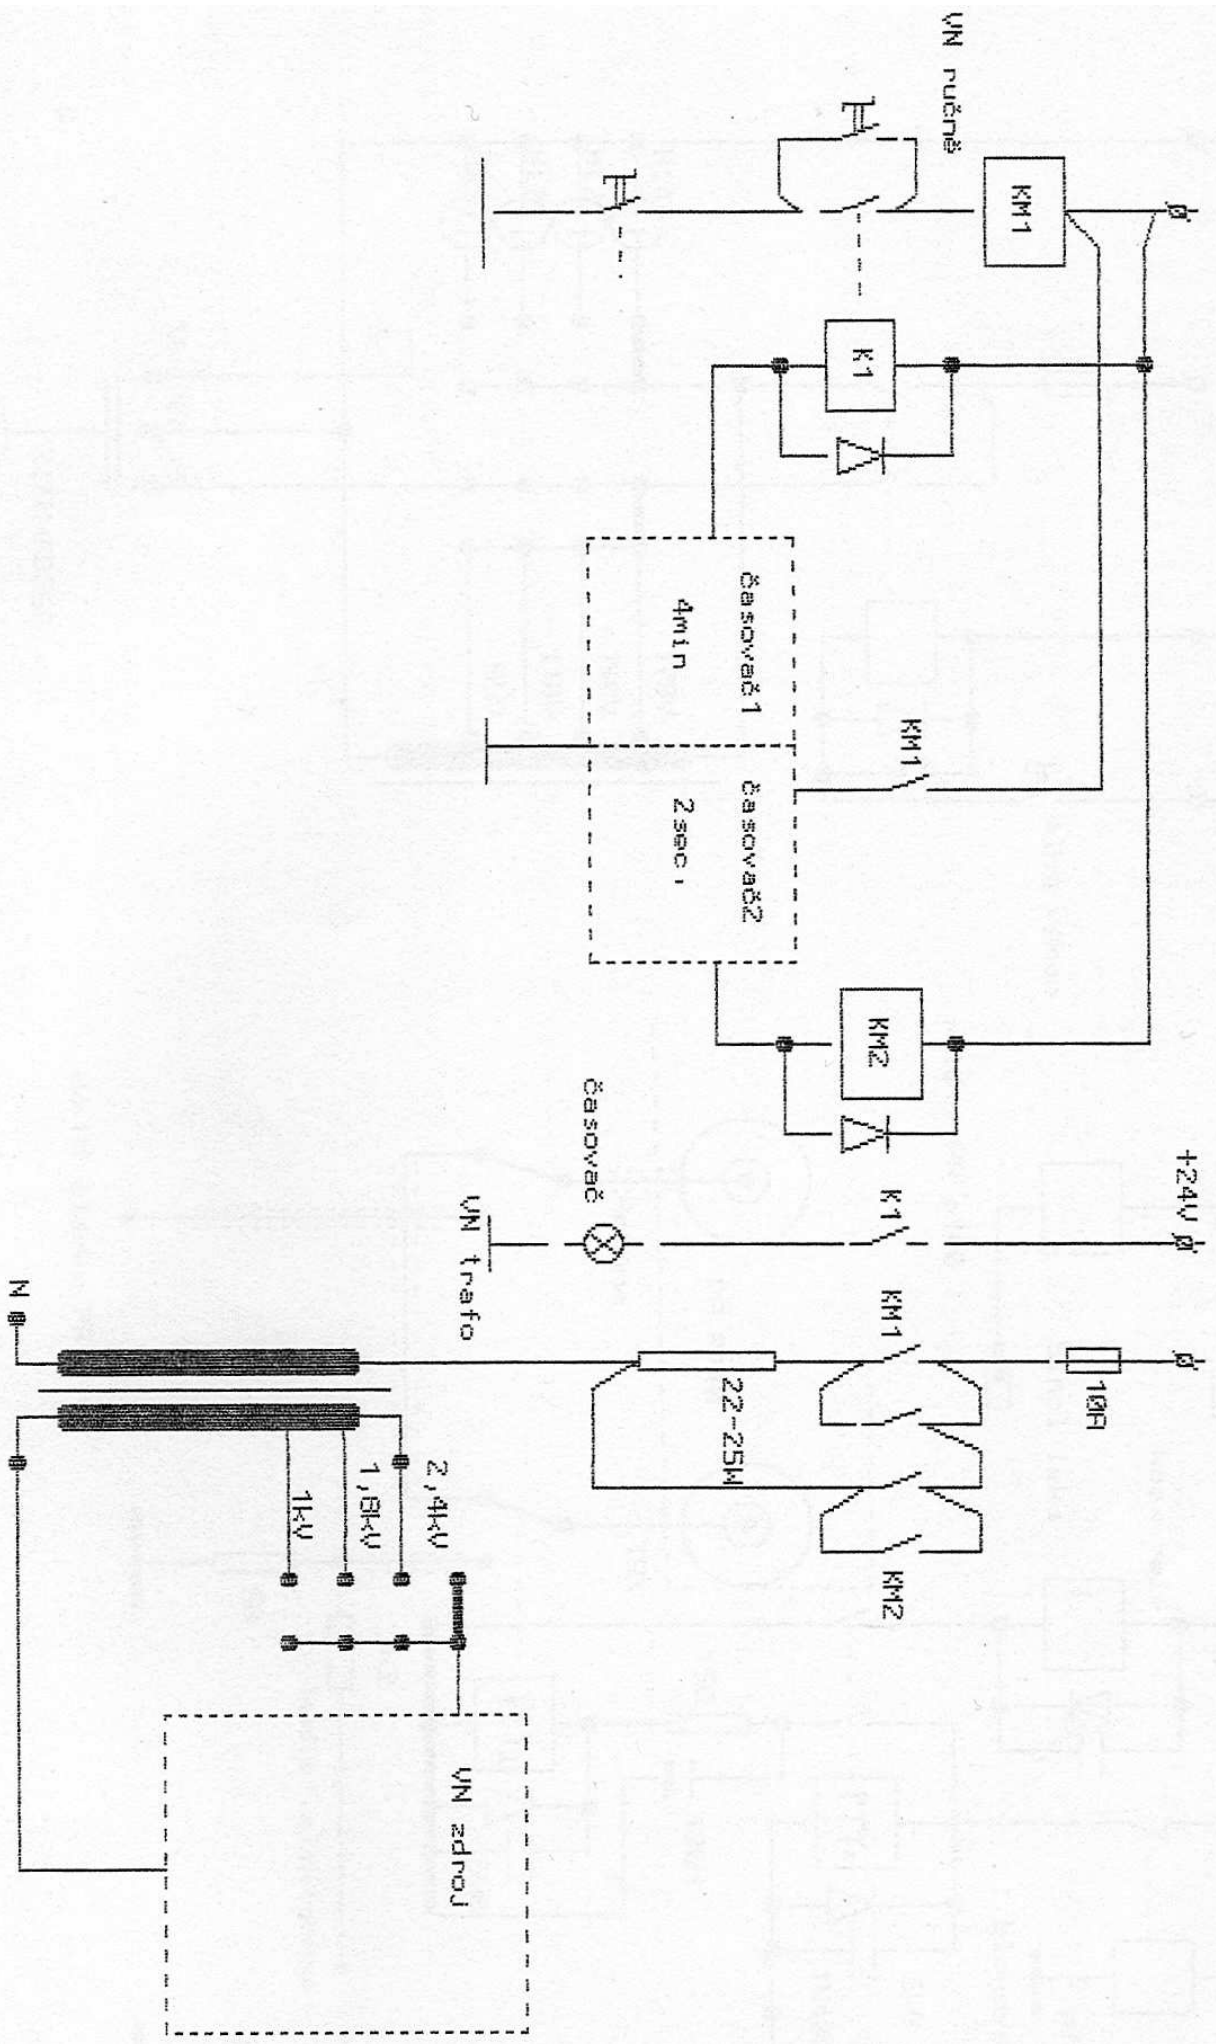 VN ručně
KM1
K1
časovač1
4min
KM1
časovač2
2sec.
KM2
časovač
K1
+24V
VN trafo
KM1
10A
22-25W
KM2
N
2,4kV
1,8kV
1kV
VN zdroj